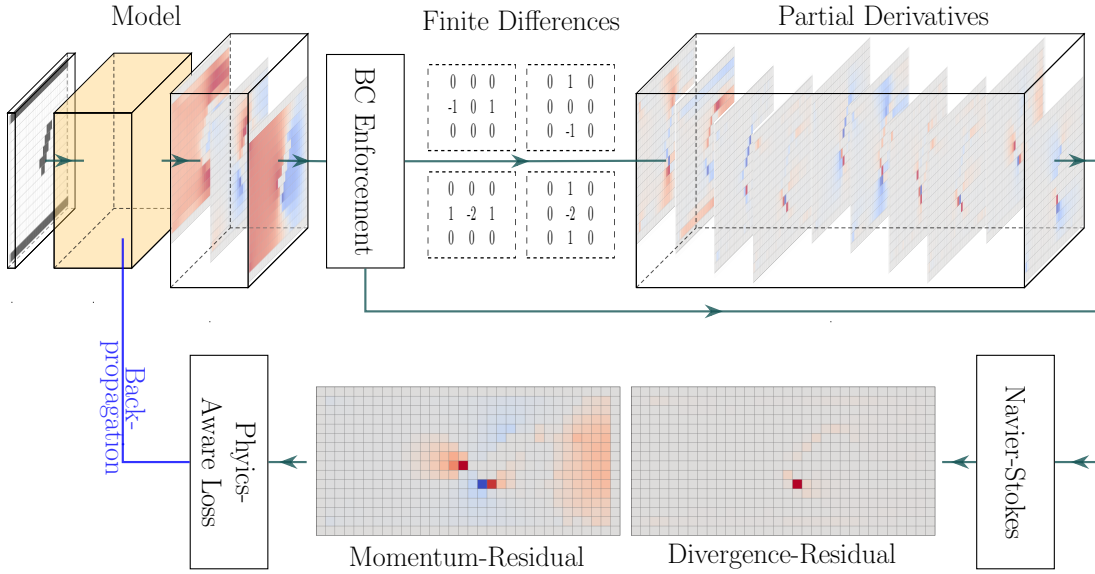 Model
Finite Differences
Partial Derivatives
BC Enforcement
0 0 0
-1 0 1
0 0 0
0 1 0
0 0 0
0 -1 0
0 0 0
1 -2 1
0 0 0
0 1 0
0 -2 0
0 1 0
Back-
propagation
Phyics-
Aware Loss
Momentum-Residual
Divergence-Residual
Navier-Stokes